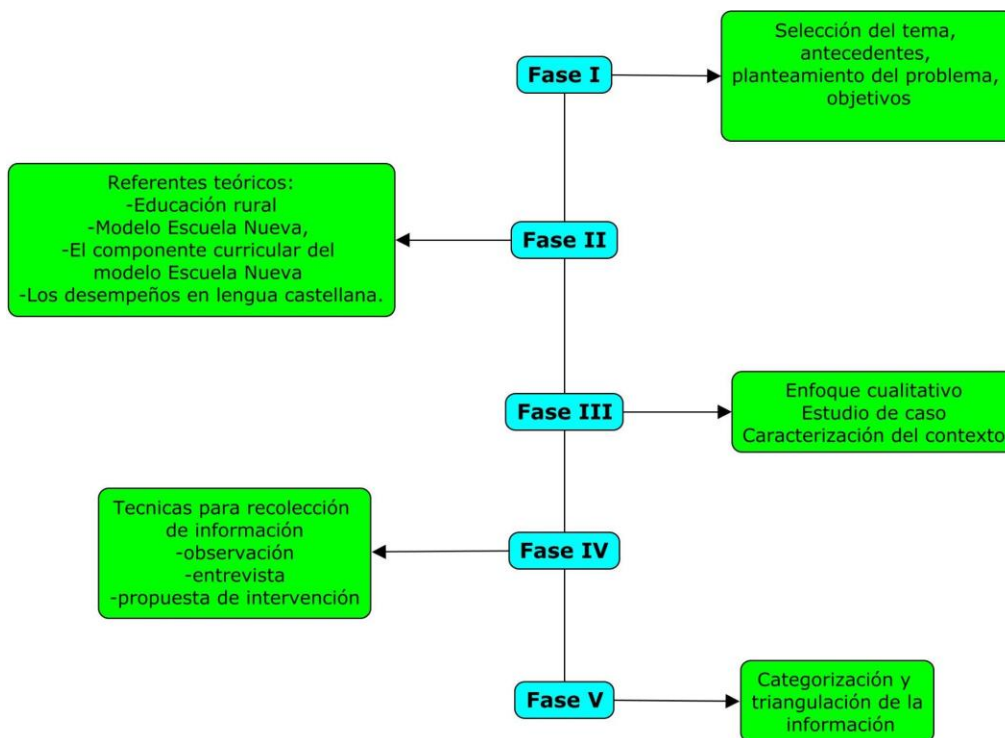 Fase I
Selección del tema,
antecedentes,
planteamiento del problema,
objetivos
Fase II
Referentes teóricos:
-Educación rural
-Modelo Escuela Nueva,
-El componente curricular del
modelo Escuela Nueva
-Los desempeños en lengua castellana.
Fase III
Enfoque cualitativo
Estudio de caso
Caracterización del contexto
Fase IV
Tecnicas para recolección
de información
-observación
-entrevista
-propuesta de intervención
Fase V
Categorización y
triangulación de la
información